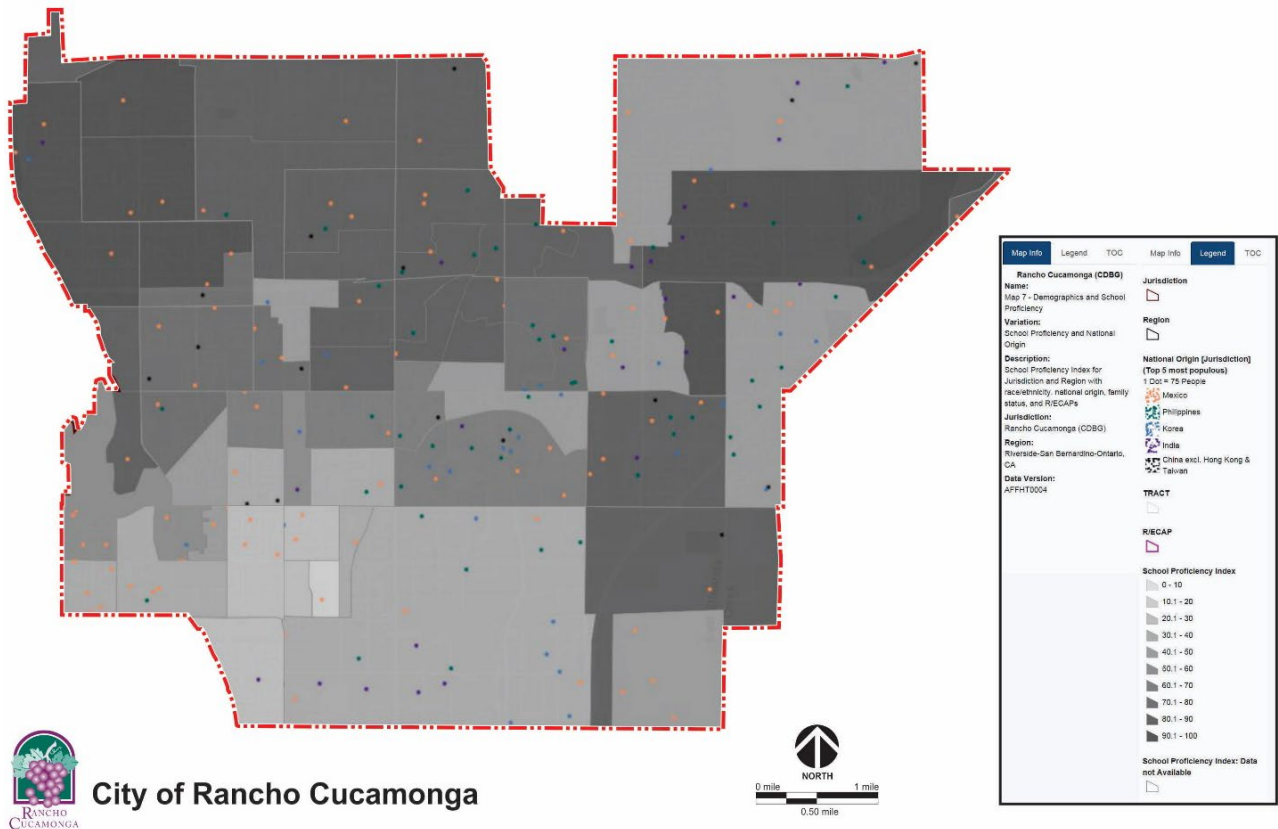 Map Info Legend TOC
Rancho Cucamonga (CDBG)
Name:
Map 7 - Demographics and School
Proficiency
Variation:
School Proficiency and National
Origin
Description:
School Proficiency Index for
Jurisdiction and Region with
race/ethnicity, national origin, family
status, and R/ECAPs
Jurisdiction:
Rancho Cucamonga (CDBG)
Region:
Riverside-San Bernardino-Ontario,
CA
Data Version:
AFFHT0004
Map Info Legend TOC
Jurisdiction
Region
National Origin [Jurisdiction]
(Top 5 most populous)
1 Dot = 75 People
Mexico
Philippines
Korea
India
China excl. Hong Kong &
Taiwan
TRACT
R/ECAP
School Proficiency Index
0 - 10
10.1 - 20
20.1 - 30
30.1 - 40
40.1 - 50
50.1 - 60
60.1 - 70
70.1 - 80
80.1 - 90
90.1 - 100
School Proficiency Index: Data
not Available
RANCHO
CUCAMONGA
City of Rancho Cucamonga
NORTH
0 mile 1 mile
0.50 mile